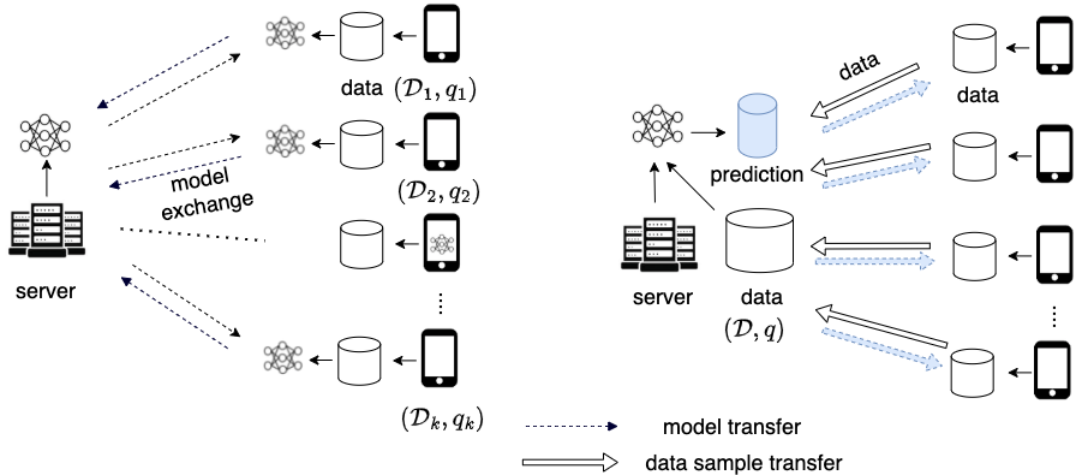 data
(𝒟₁, q₁)
model
exchange
(𝒟₂, q₂)
server
(𝒟ₖ, qₖ)
data
data
prediction
server
data
(𝒟, q)
model transfer
data sample transfer